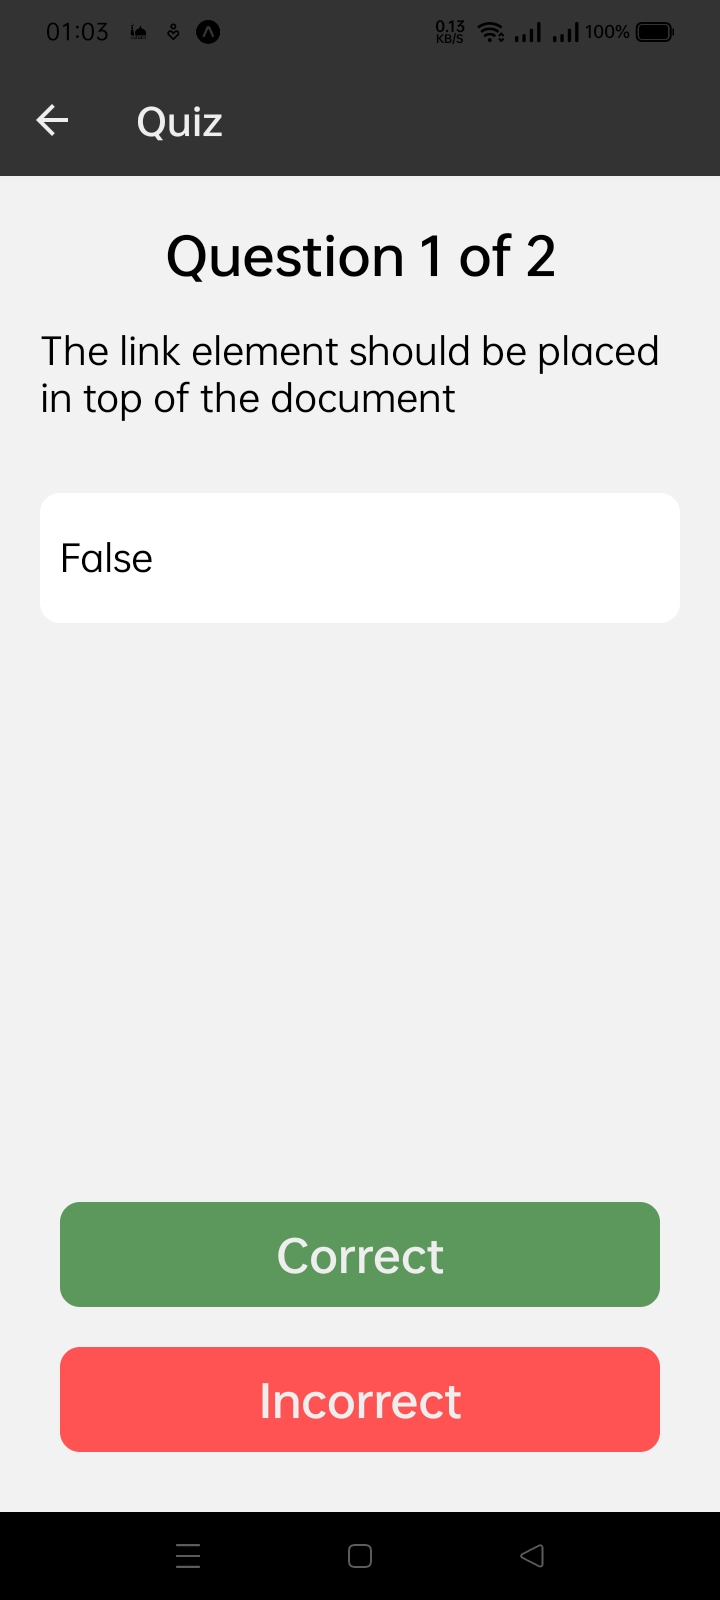 01:03
0.13
KB/S
100%
Quiz
Question 1 of 2
The link element should be placed
in top of the document
False
Correct
Incorrect